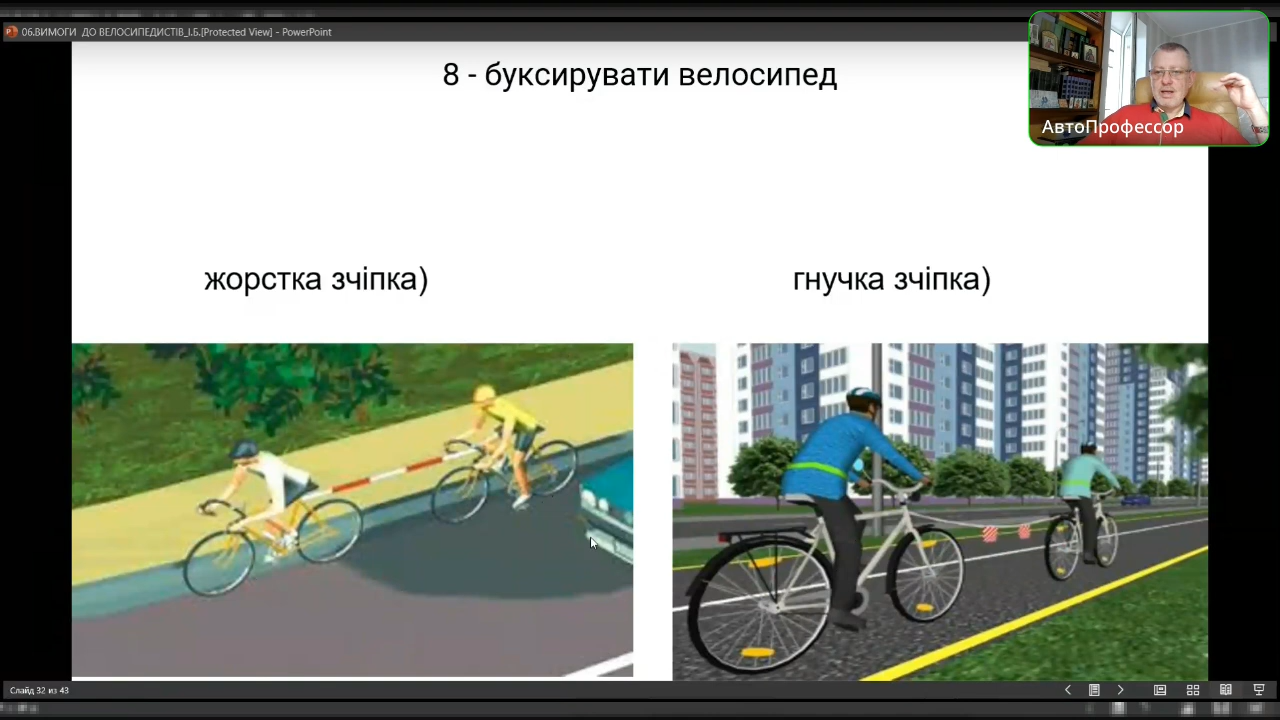 06.ВИМОГИ ДО ВЕЛОСИПЕДИСТІВ_І.Б.[Protected View] - PowerPoint
8 - буксирувати велосипед
АвтоПрофессор
жорстка зчіпка)
гнучка зчіпка)
Слайд 32 из 43